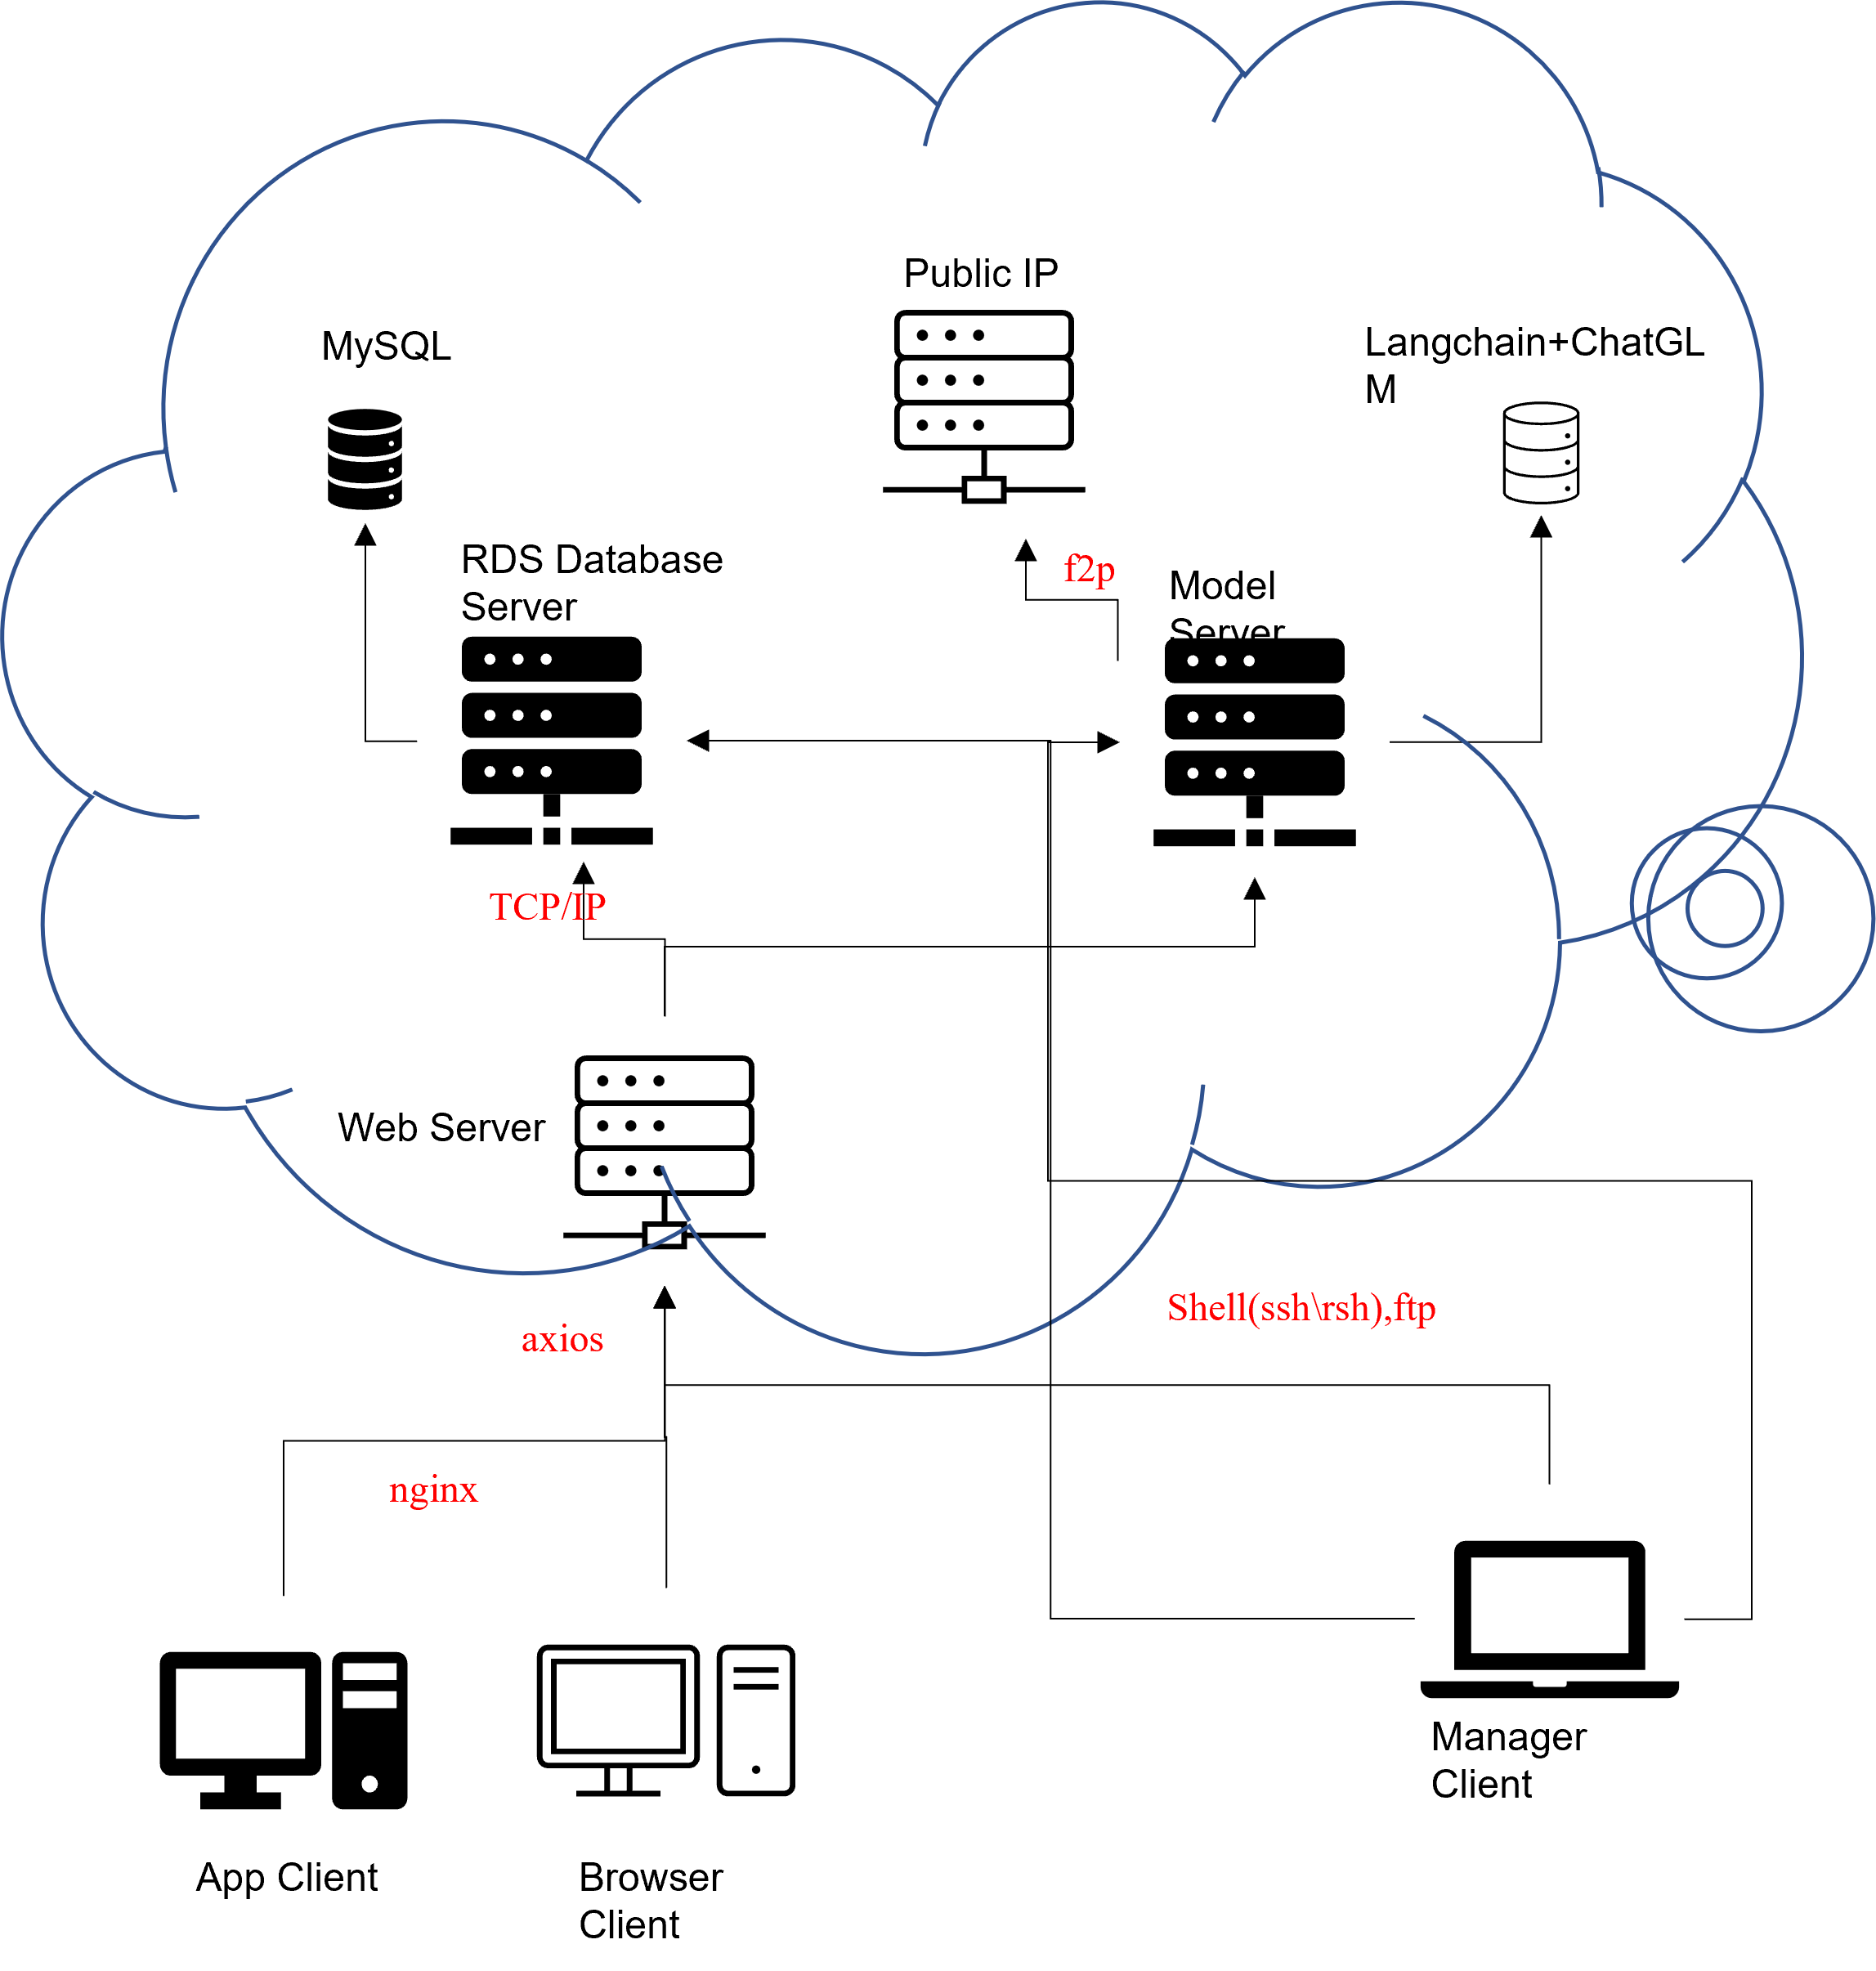 Public IP
MySQL
Langchain+ChatGL
M
RDS Database
Server
f2p
Model
Server
TCP/IP
Web Server
Shell(ssh\rsh),ftp
axios
nginx
Manager
Client
App Client
Browser
Client